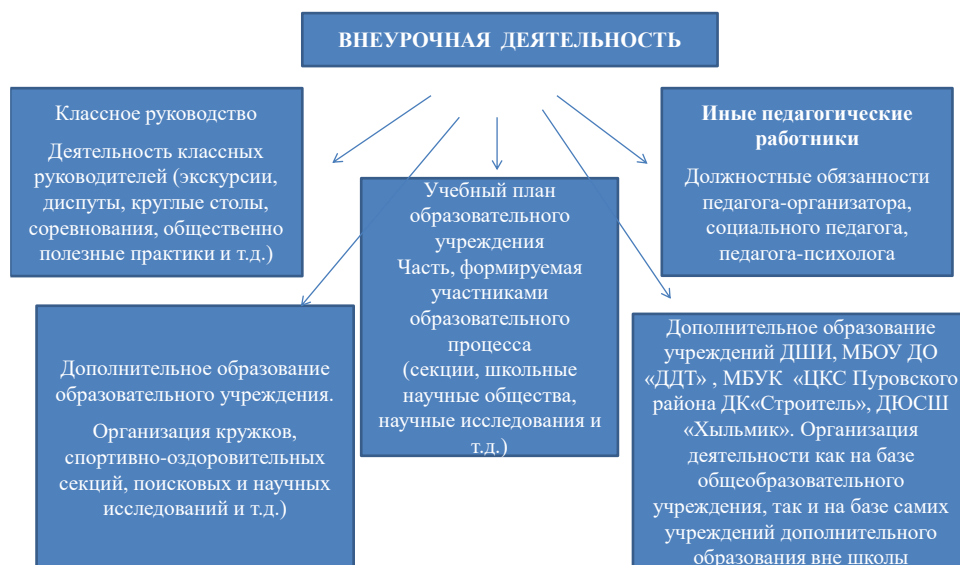 ВНЕУРОЧНАЯ ДЕЯТЕЛЬНОСТЬ
Классное руководство
Деятельность классных
руководителей (экскурсии,
диспуты, круглые столы,
соревнования, общественно
полезные практики и т.д.)
Учебный план
образовательного
учреждения
Часть, формируемая
участниками
образовательного
процесса
(секции, школьные
научные общества,
научные исследования и
т.д.)
Иные педагогические
работники
Должностные обязанности
педагога-организатора,
социального педагога,
педагога-психолога
Дополнительное образование
образовательного учреждения.
Организация кружков,
спортивно-оздоровительных
секций, поисковых и научных
исследований и т.д.)
Дополнительное образование
учреждений ДШИ, МБОУ ДО
«ДДТ» , МБУК «ЦКС Пуровского
района ДК«Строитель», ДЮСШ
«Хыльмик». Организация
деятельности как на базе
общеобразовательного
учреждения, так и на базе самих
учреждений дополнительного
образования вне школы